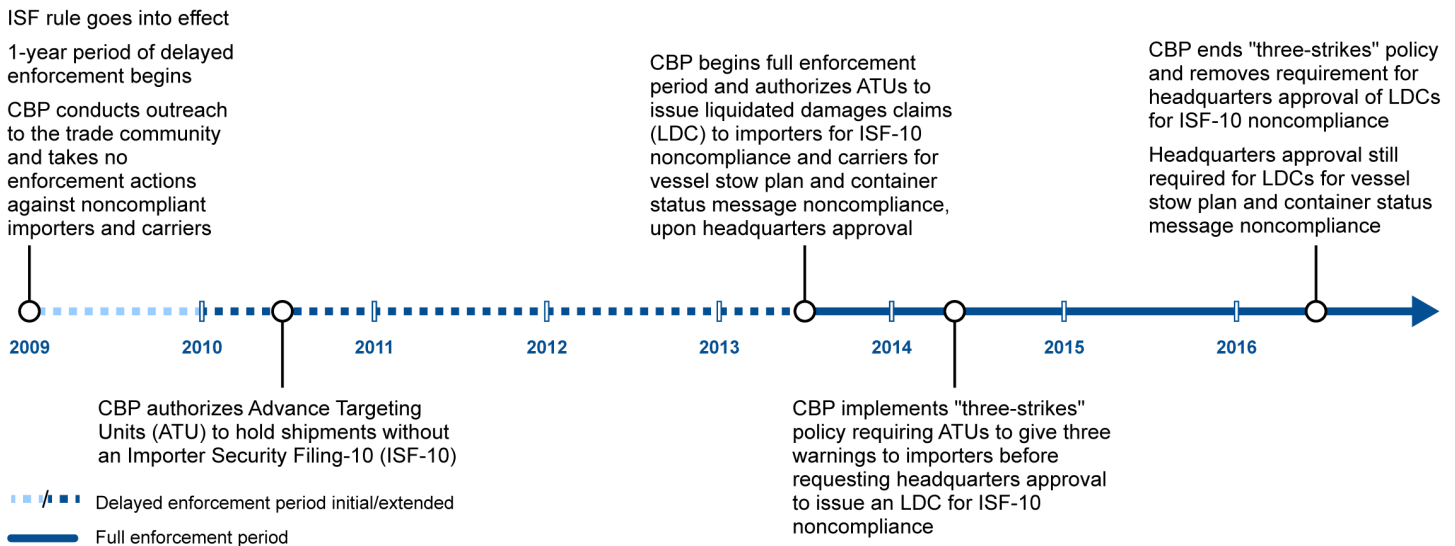 ISF rule goes into effect
1-year period of delayed
enforcement begins
CBP conducts outreach
to the trade community
and takes no
enforcement actions
against noncompliant
importers and carriers
CBP begins full enforcement
period and authorizes ATUs to
issue liquidated damages claims
(LDC) to importers for ISF-10
noncompliance and carriers for
vessel stow plan and container
status message noncompliance,
upon headquarters approval
CBP ends "three-strikes" policy
and removes requirement for
headquarters approval of LDCs
for ISF-10 noncompliance
Headquarters approval still
required for LDCs for vessel
stow plan and container status
message noncompliance
2009
2010
2011
2012
2013
2014
2015
2016
CBP authorizes Advance Targeting
Units (ATU) to hold shipments without
an Importer Security Filing-10 (ISF-10)
CBP implements "three-strikes"
policy requiring ATUs to give three
warnings to importers before
requesting headquarters approval
to issue an LDC for ISF-10
noncompliance
/ Delayed enforcement period initial/extended
Full enforcement period